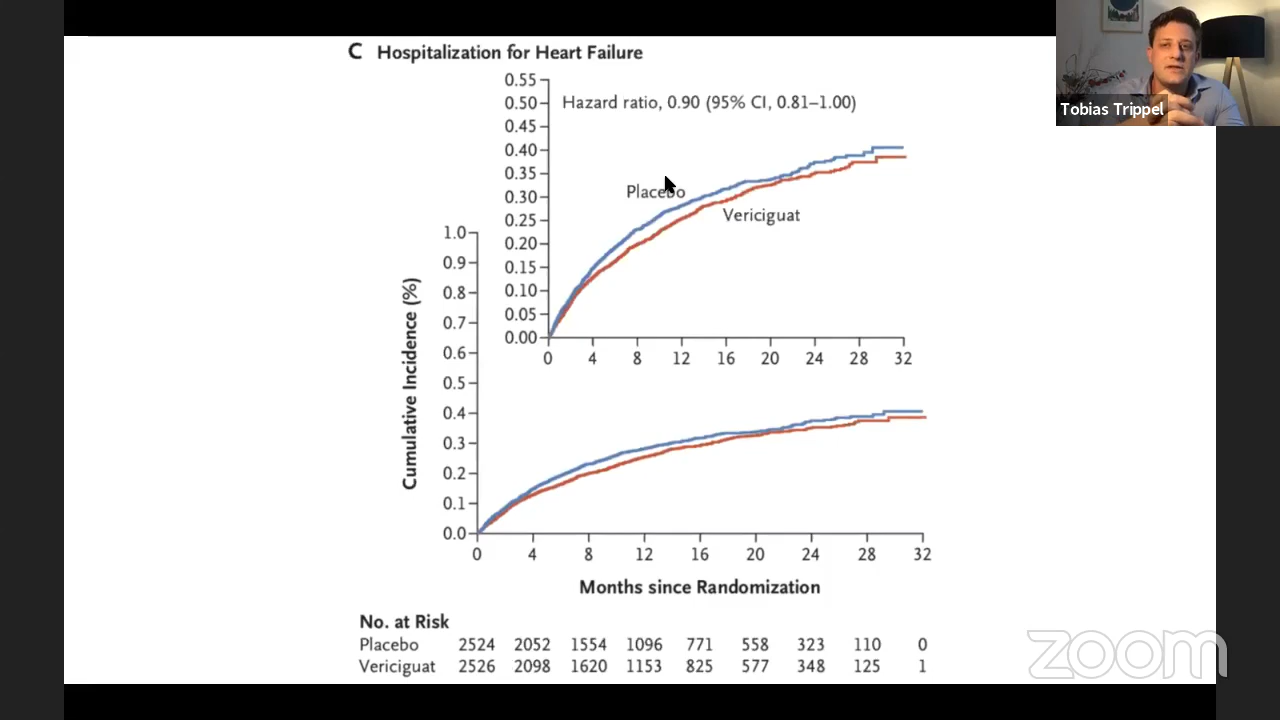 C Hospitalization for Heart Failure
Tobias Trippel
Hazard ratio, 0.90 (95% CI, 0.81–1.00)
0.55
0.50
0.45
0.40
0.35
0.30
0.25
0.20
0.15
0.10
0.05
0.00
Placebo
Vericiguat
0 4 8 12 16 20 24 28 32
Cumulative Incidence (%)
1.0
0.9
0.8
0.7
0.6
0.5
0.4
0.3
0.2
0.1
0.0
0 4 8 12 16 20 24 28 32
Months since Randomization
No. at Risk
Placebo 2524 2052 1554 1096 771 558 323 110 0
Vericiguat 2526 2098 1620 1153 825 577 348 125 1
zoom